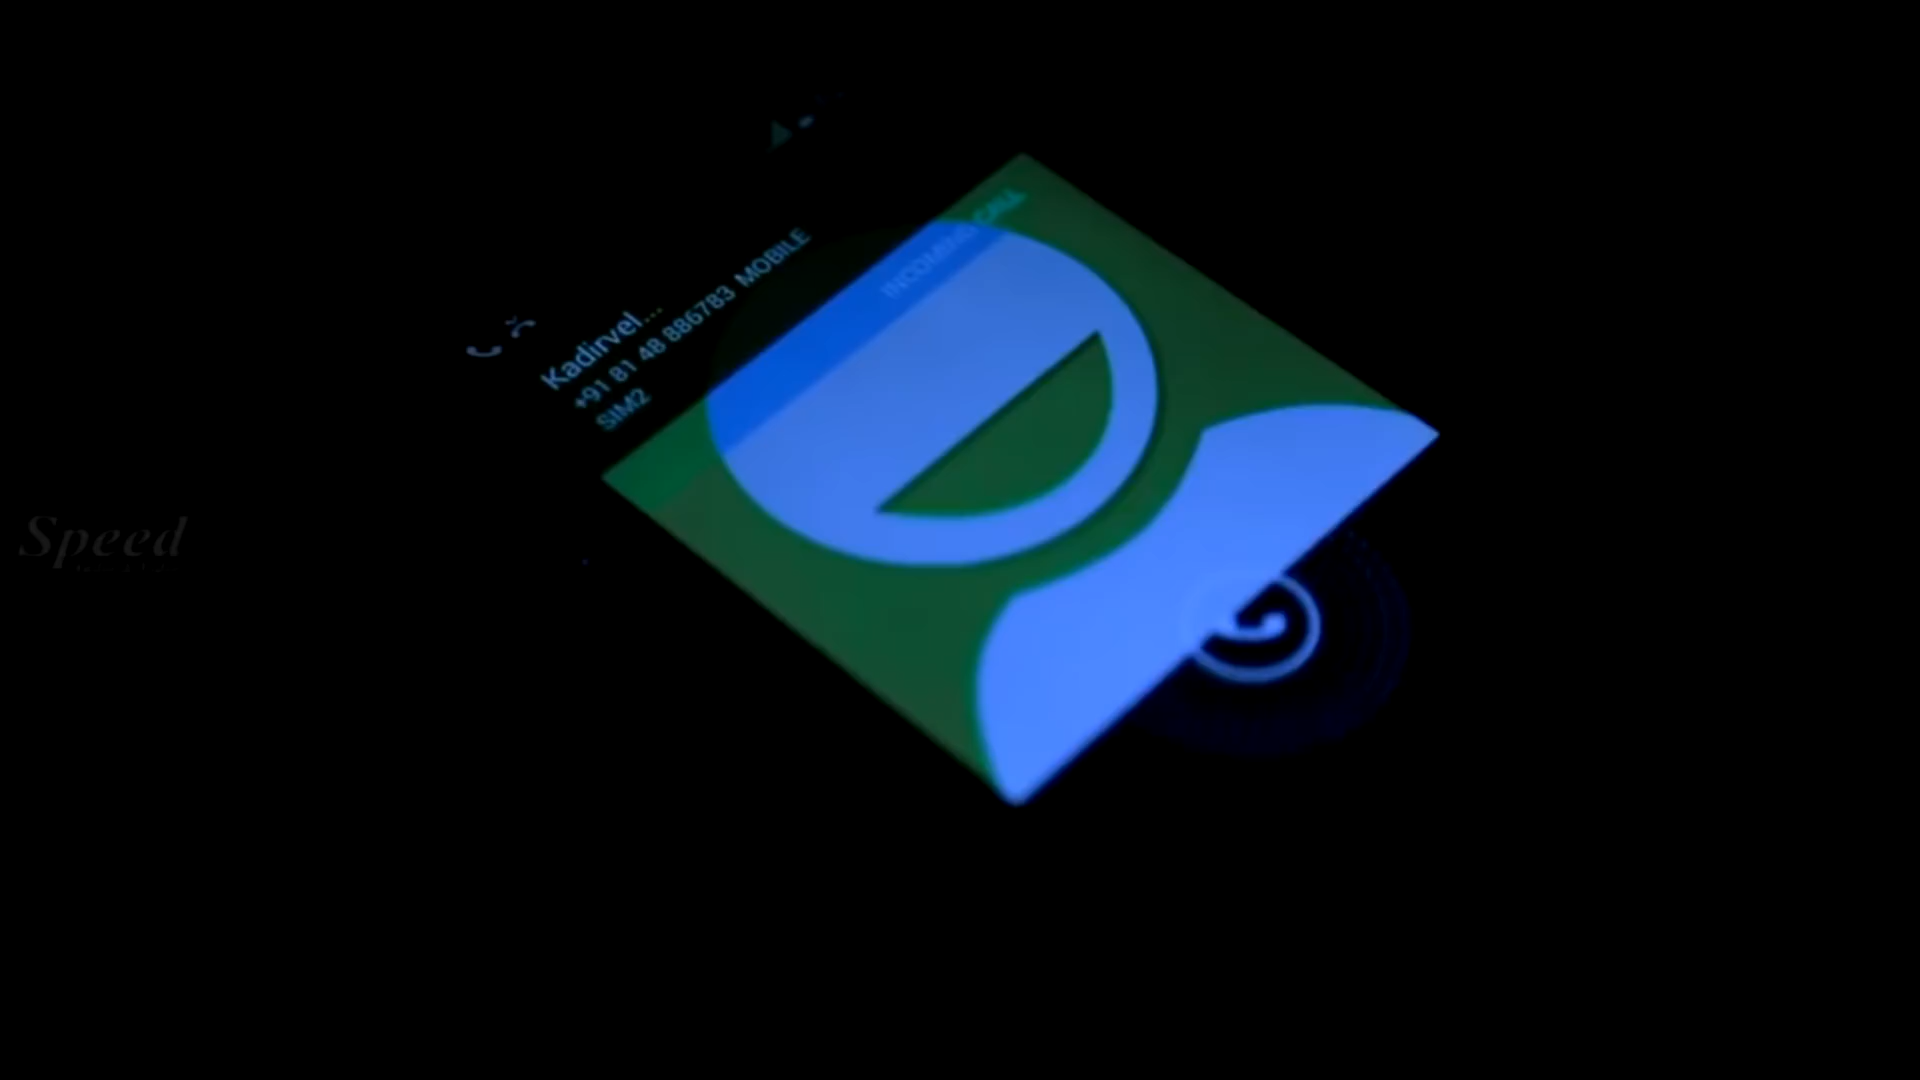 Kadirvel...
+91 81 48 886783 MOBILE
SIM2
INCOMING CALL
Speed